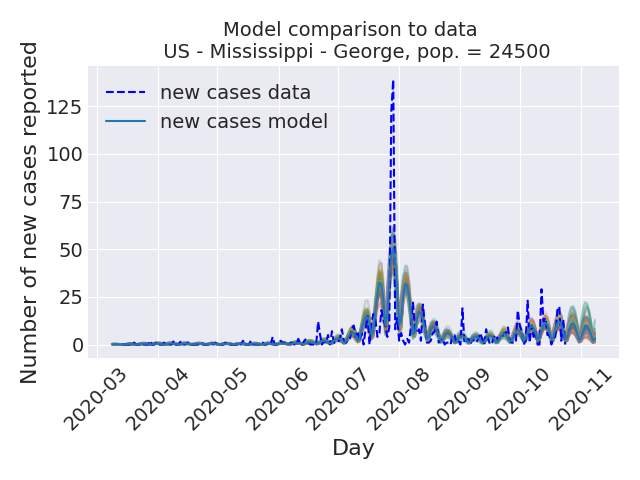 Model comparison to data
US - Mississippi - George, pop. = 24500
Number of new cases reported
125
100
75
50
25
0
new cases data
new cases model
2020-03
2020-04
2020-05
2020-06
2020-07
2020-08
2020-09
2020-10
2020-11
Day